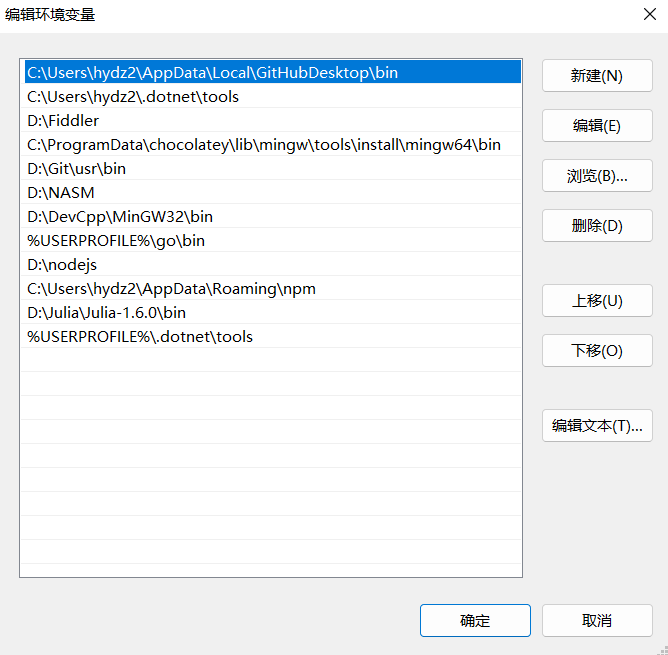 编辑环境变量
C:\Users\hydz2\AppData\Local\GitHubDesktop\bin
C:\Users\hydz2\.dotnet\tools
D:\Fiddler
C:\ProgramData\chocolatey\lib\mingw\tools\install\mingw64\bin
D:\Git\usr\bin
D:\NASM
D:\DevCpp\MinGW32\bin
%USERPROFILE%\go\bin
D:\nodejs
C:\Users\hydz2\AppData\Roaming\npm
D:\Julia\Julia-1.6.0\bin
%USERPROFILE%\.dotnet\tools
新建(N)
编辑(E)
浏览(B)...
删除(D)
上移(U)
下移(O)
编辑文本(T)...
确定
取消